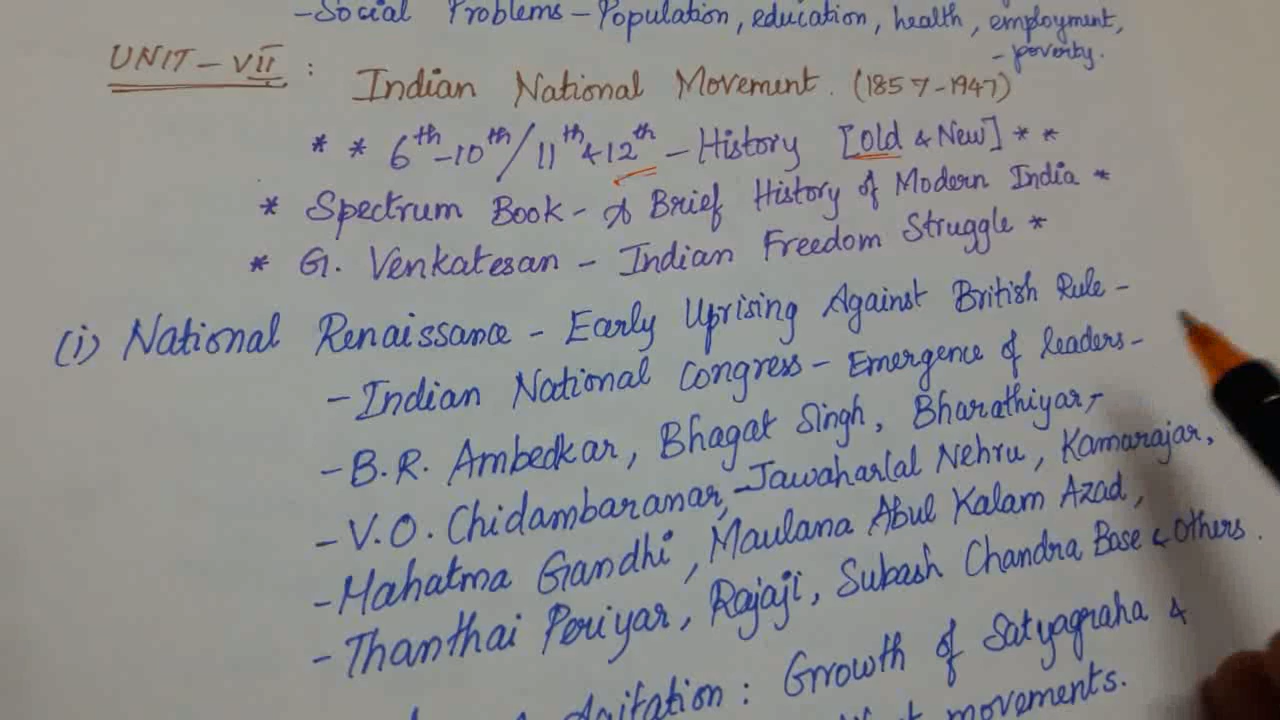 -Social Problems - Population, education, health, employment,
- poverty.
UNIT - VII :
Indian National Movement. (1857-1947)
* * 6th - 10th / 11th & 12th - History [Old & New] * *
* Spectrum Book - A Brief History of Modern India *
* G. Venkatesan - Indian Freedom Struggle *
(i) National Renaissance - Early Uprising Against British Rule -
- Indian National Congress - Emergence of leaders -
- B.R. Ambedkar, Bhagat Singh, Bharathiyar,
- V.O. Chidambaranar, Jawaharlal Nehru, Kamarajar,
- Mahatma Gandhi, Maulana Abul Kalam Azad,
- Thanthai Periyar, Rajaji, Subash Chandra Base & Others.
Agitation : Growth of Satyagraha &
movements.